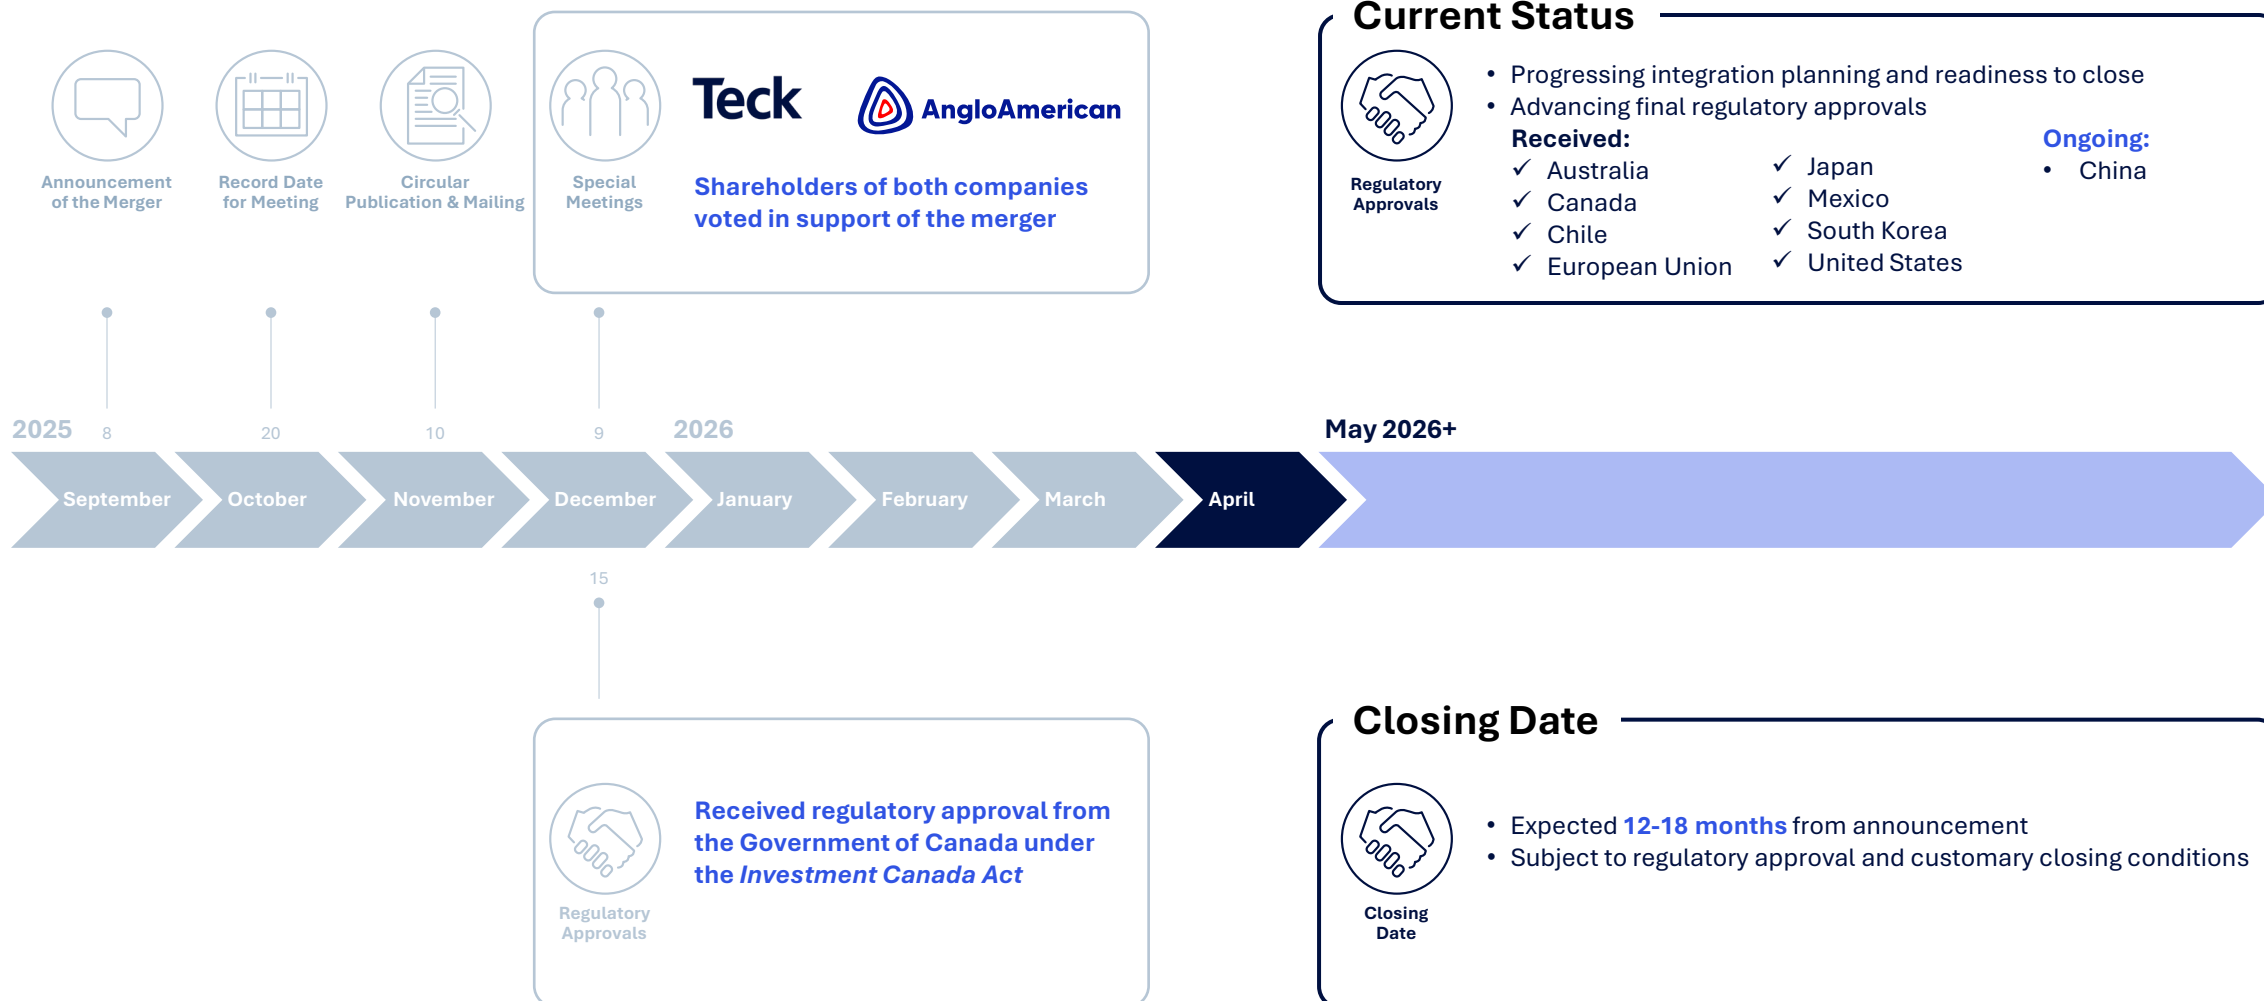 Announcement
of the Merger
Record Date
for Meeting
Circular
Publication & Mailing
Special
Meetings
Teck
AngloAmerican
Shareholders of both companies
voted in support of the merger
Current Status
Regulatory
Approvals
• Progressing integration planning and readiness to close
• Advancing final regulatory approvals
Received:
✓ Australia
✓ Canada
✓ Chile
✓ European Union
✓ Japan
✓ Mexico
✓ South Korea
✓ United States
Ongoing:
• China
2025
8
20
10
9
2026
May 2026+
September
October
November
December
January
February
March
April
15
Regulatory
Approvals
Received regulatory approval from
the Government of Canada under
the Investment Canada Act
Closing Date
Closing
Date
• Expected 12-18 months from announcement
• Subject to regulatory approval and customary closing conditions